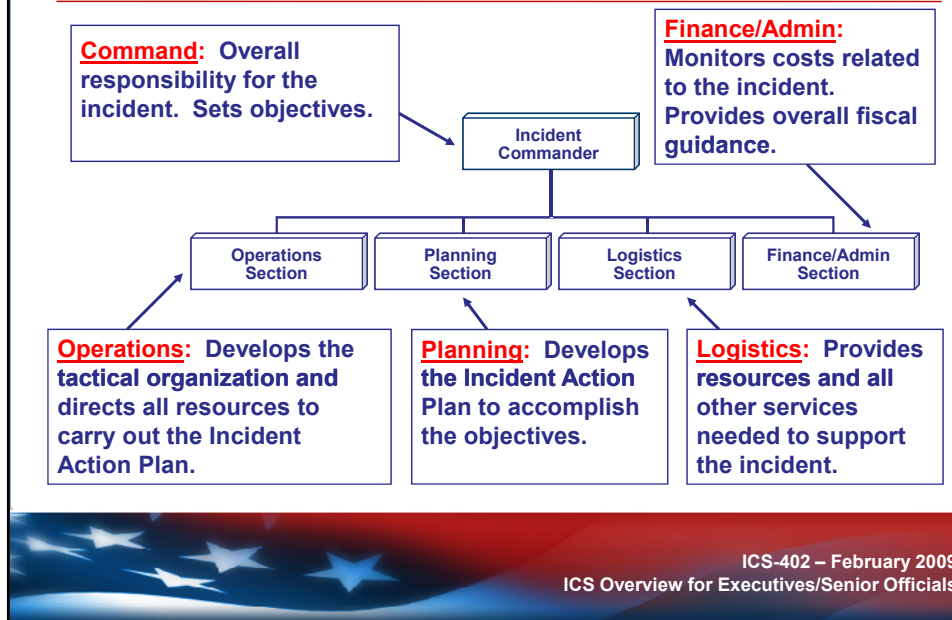 Command: Overall
responsibility for the
incident. Sets objectives.
Finance/Admin:
Monitors costs related
to the incident.
Provides overall fiscal
guidance.
Incident
Commander
Operations
Section
Planning
Section
Logistics
Section
Finance/Admin
Section
Operations: Develops the
tactical organization and
directs all resources to
carry out the Incident
Action Plan.
Planning: Develops
the Incident Action
Plan to accomplish
the objectives.
Logistics: Provides
resources and all
other services
needed to support
the incident.
ICS-402 – February 2009
ICS Overview for Executives/Senior Officials